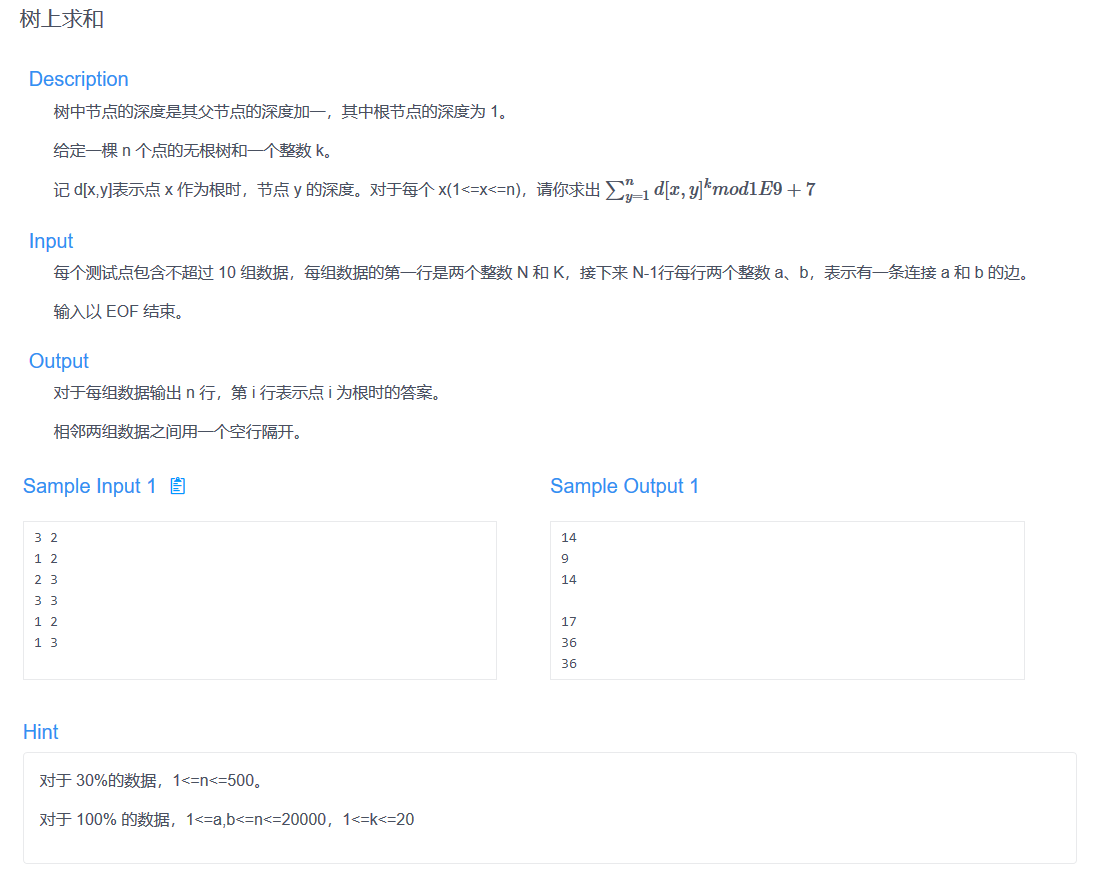 树上求和
Description
树中节点的深度是其父节点的深度加一，其中根节点的深度为 1。
给定一棵 n 个点的无根树和一个整数 k。
记 d[x,y]表示点 x 作为根时，节点 y 的深度。对于每个 x(1<=x<=n)，请你求出 $\sum_{y=1}^{n} d[x,y]^k mod1E9+7$
Input
每个测试点包含不超过 10 组数据，每组数据的第一行是两个整数 N 和 K，接下来 N-1行每行两个整数 a、b，表示有一条连接 a 和 b 的边。
输入以 EOF 结束。
Output
对于每组数据输出 n 行，第 i 行表示点 i 为根时的答案。
相邻两组数据之间用一个空行隔开。
Sample Input 1
3 2
1 2
2 3
3 3
1 2
1 3
Sample Output 1
14
9
14

17
36
36
Hint
对于 30%的数据，1<=n<=500。
对于 100% 的数据，1<=a,b<=n<=20000，1<=k<=20